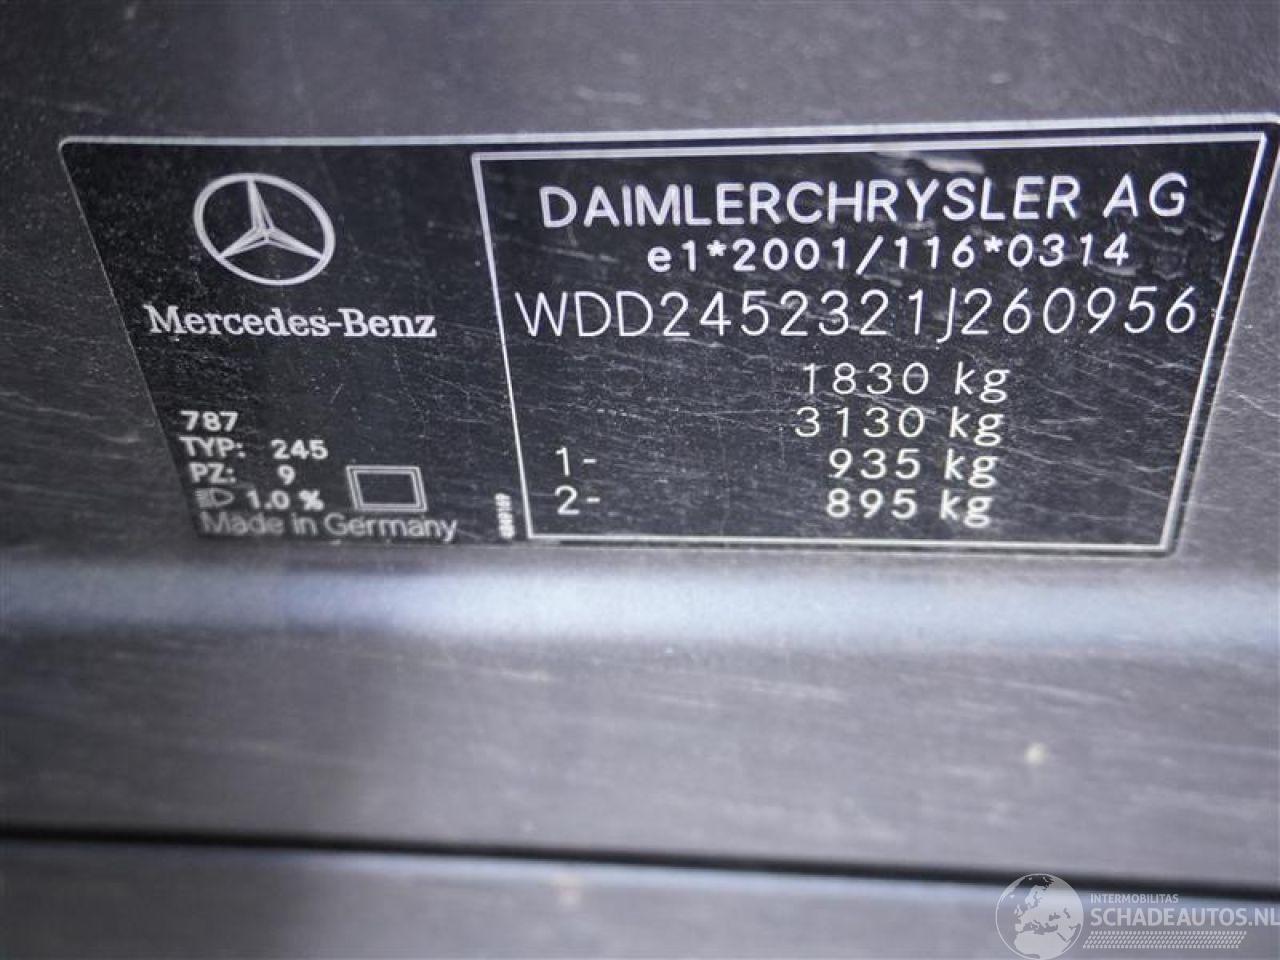 Mercedes-Benz
787
TYP: 245
PZ: 9
1.0 %
Made in Germany
DAIMLERCHRYSLER AG
e1*2001/116*0314
WDD2452321J260956
1830 kg
3130 kg
1- 935 kg
2- 895 kg
INTERMOBILITAS
SCHADEAUTOS.NL